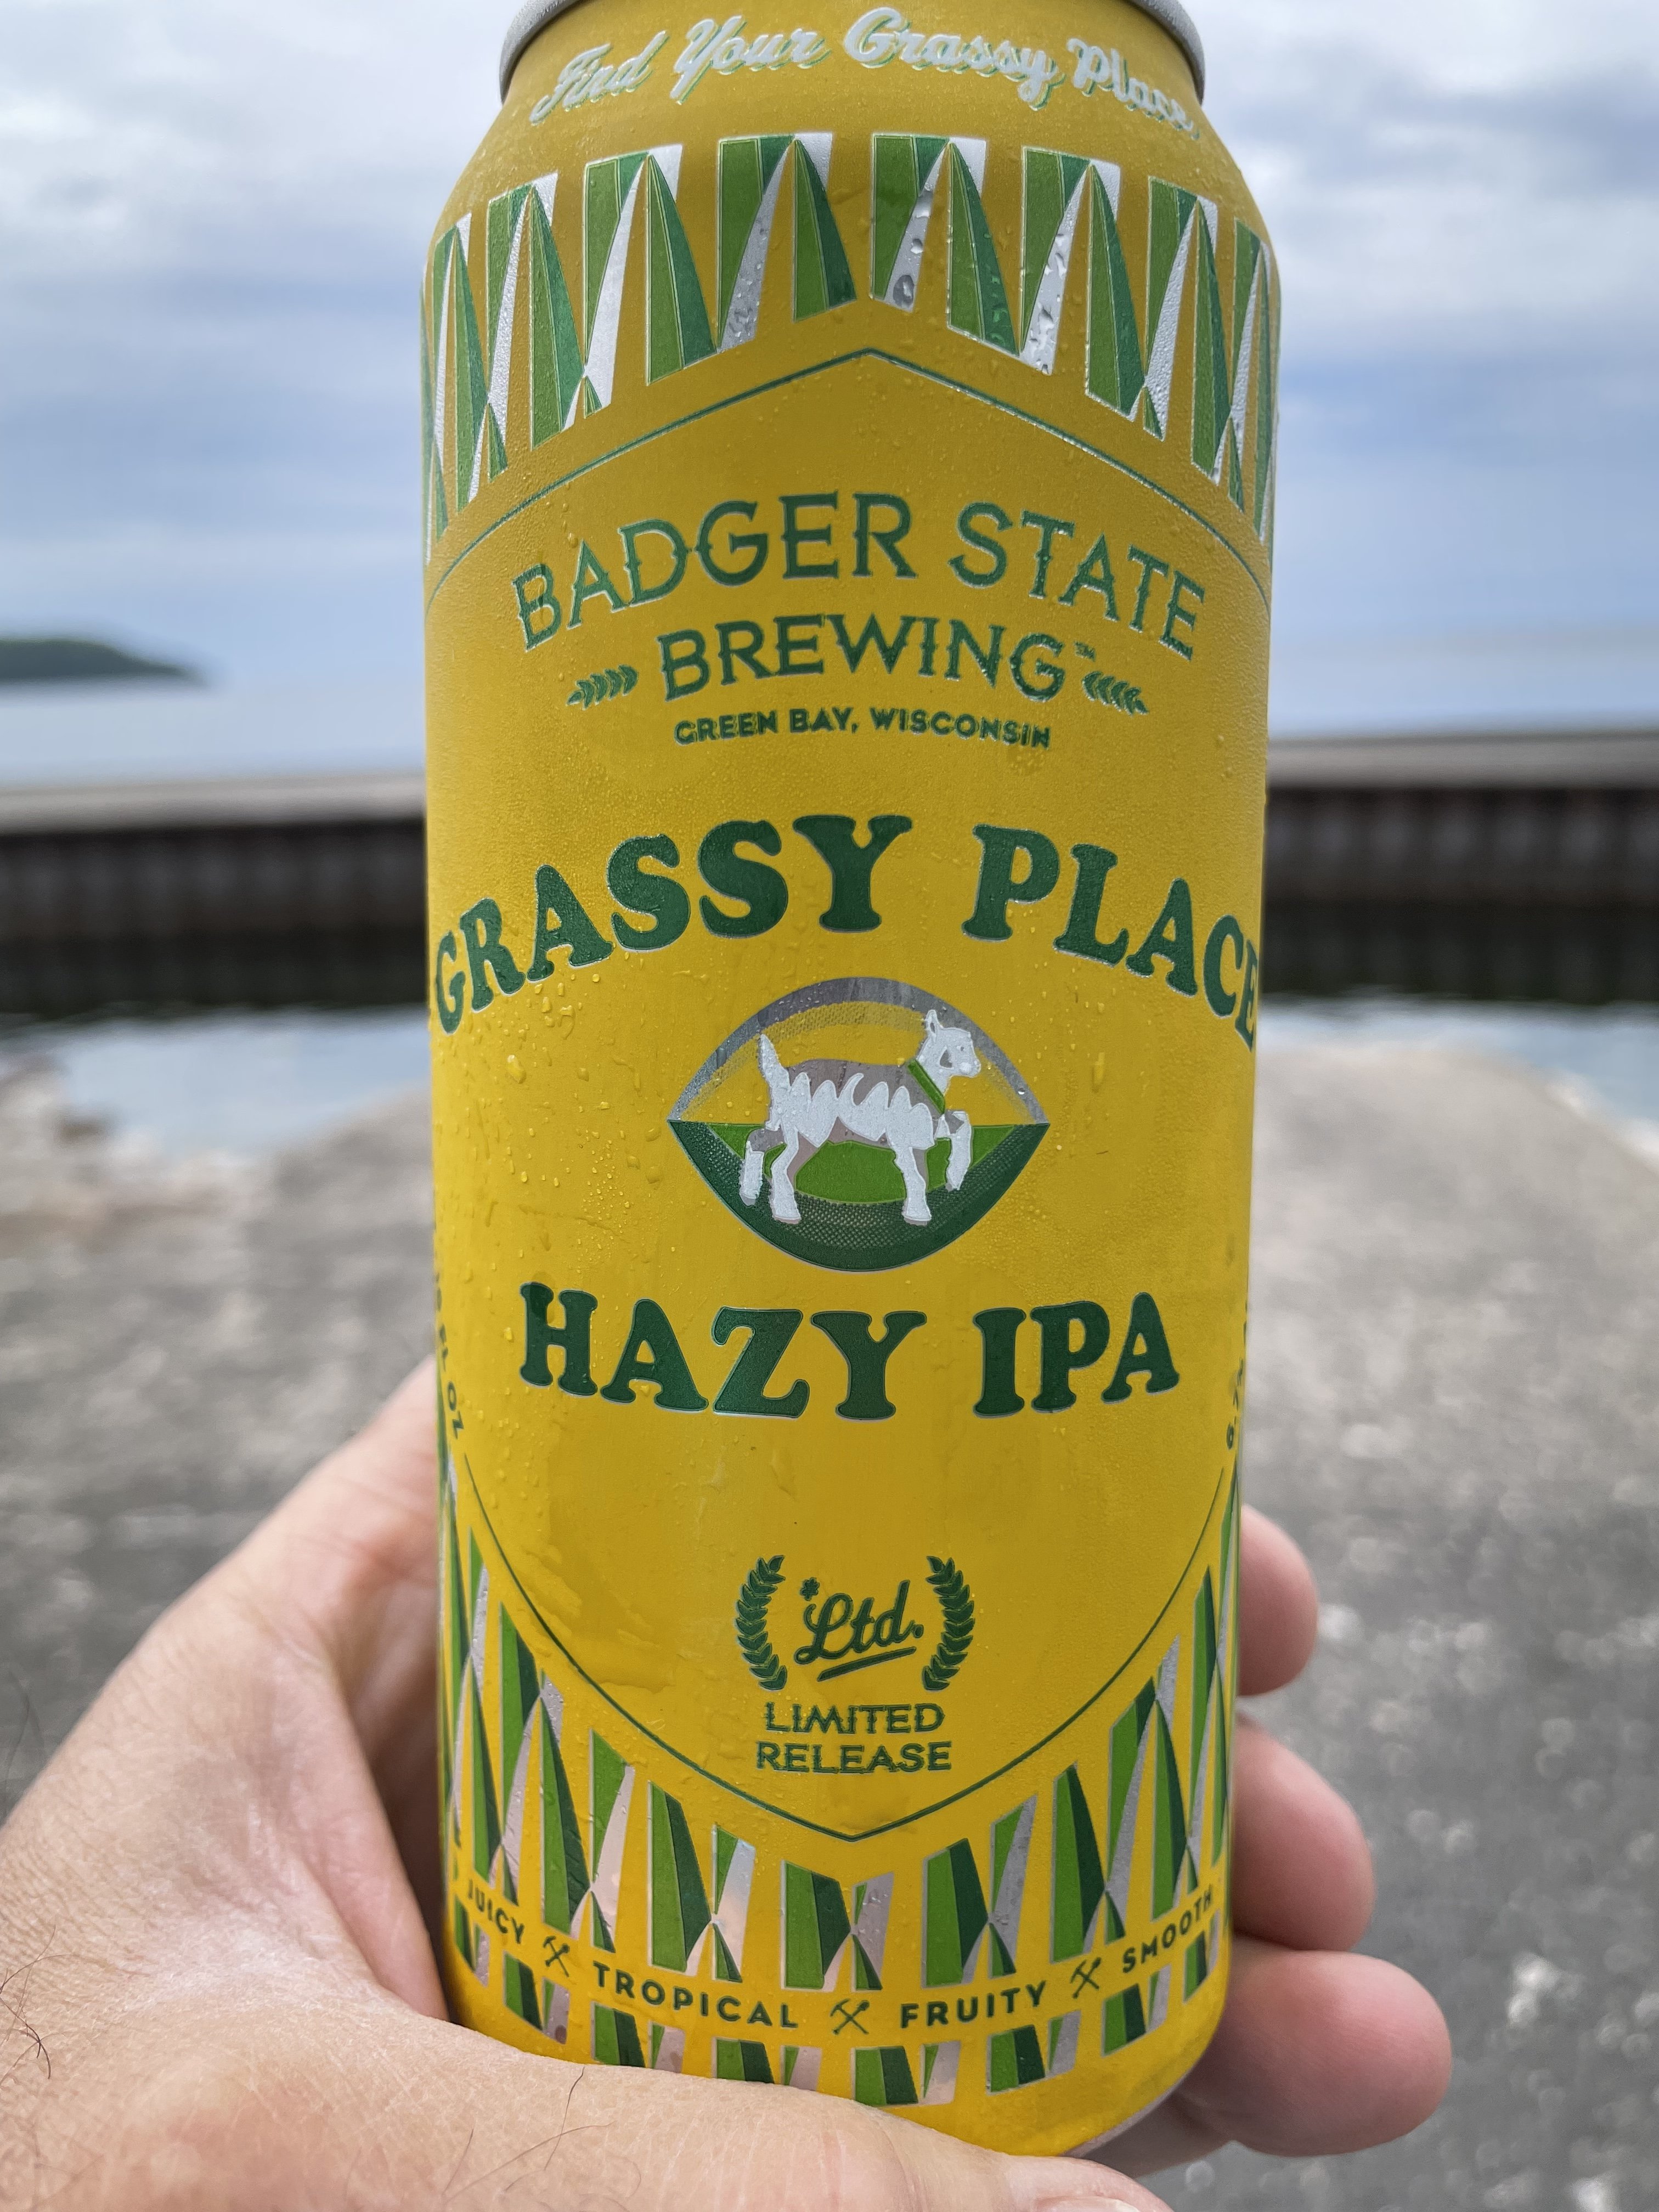 Find Your Grassy Place
BADGER STATE
BREWING™
GREEN BAY, WISCONSIN
GRASSY PLACE
HAZY IPA
Ltd.
LIMITED
RELEASE
JUICY TROPICAL FRUITY SMOOTH